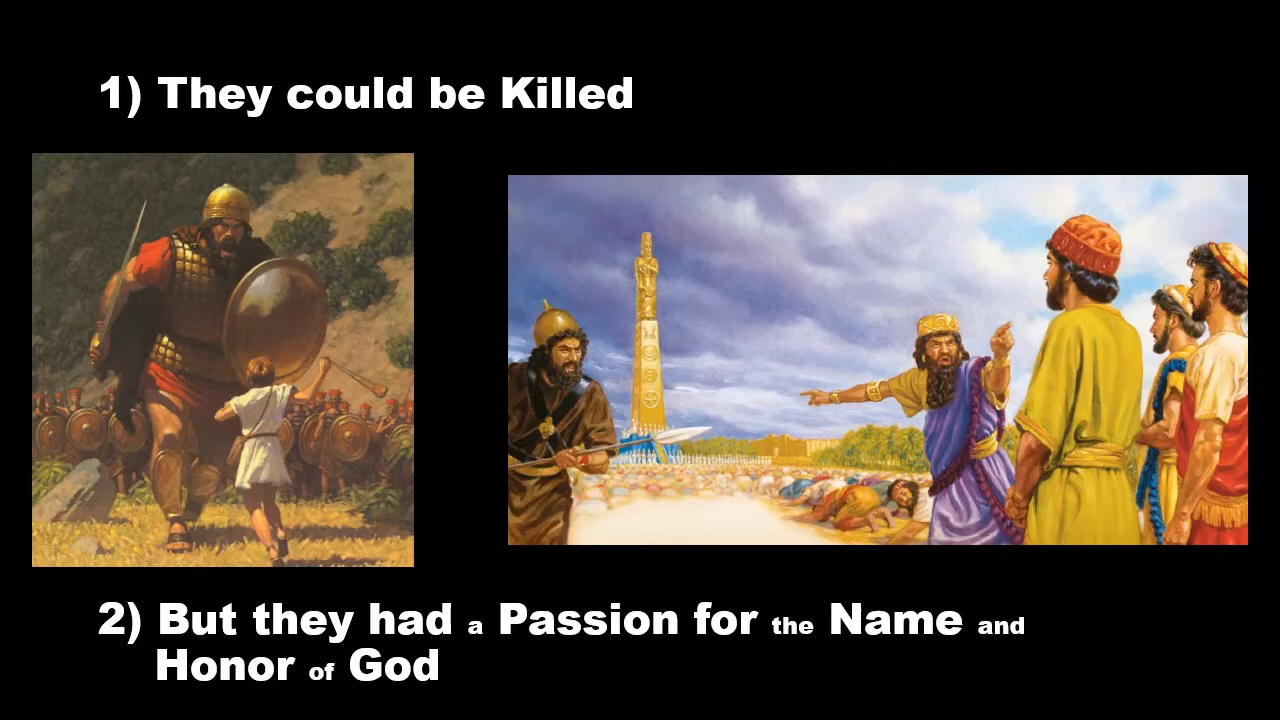 1) They could be Killed
2) But they had a Passion for the Name and
Honor of God